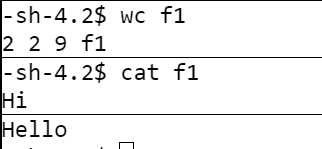 -sh-4.2$ wc f1
2 2 9 f1
-sh-4.2$ cat f1
Hi
Hello